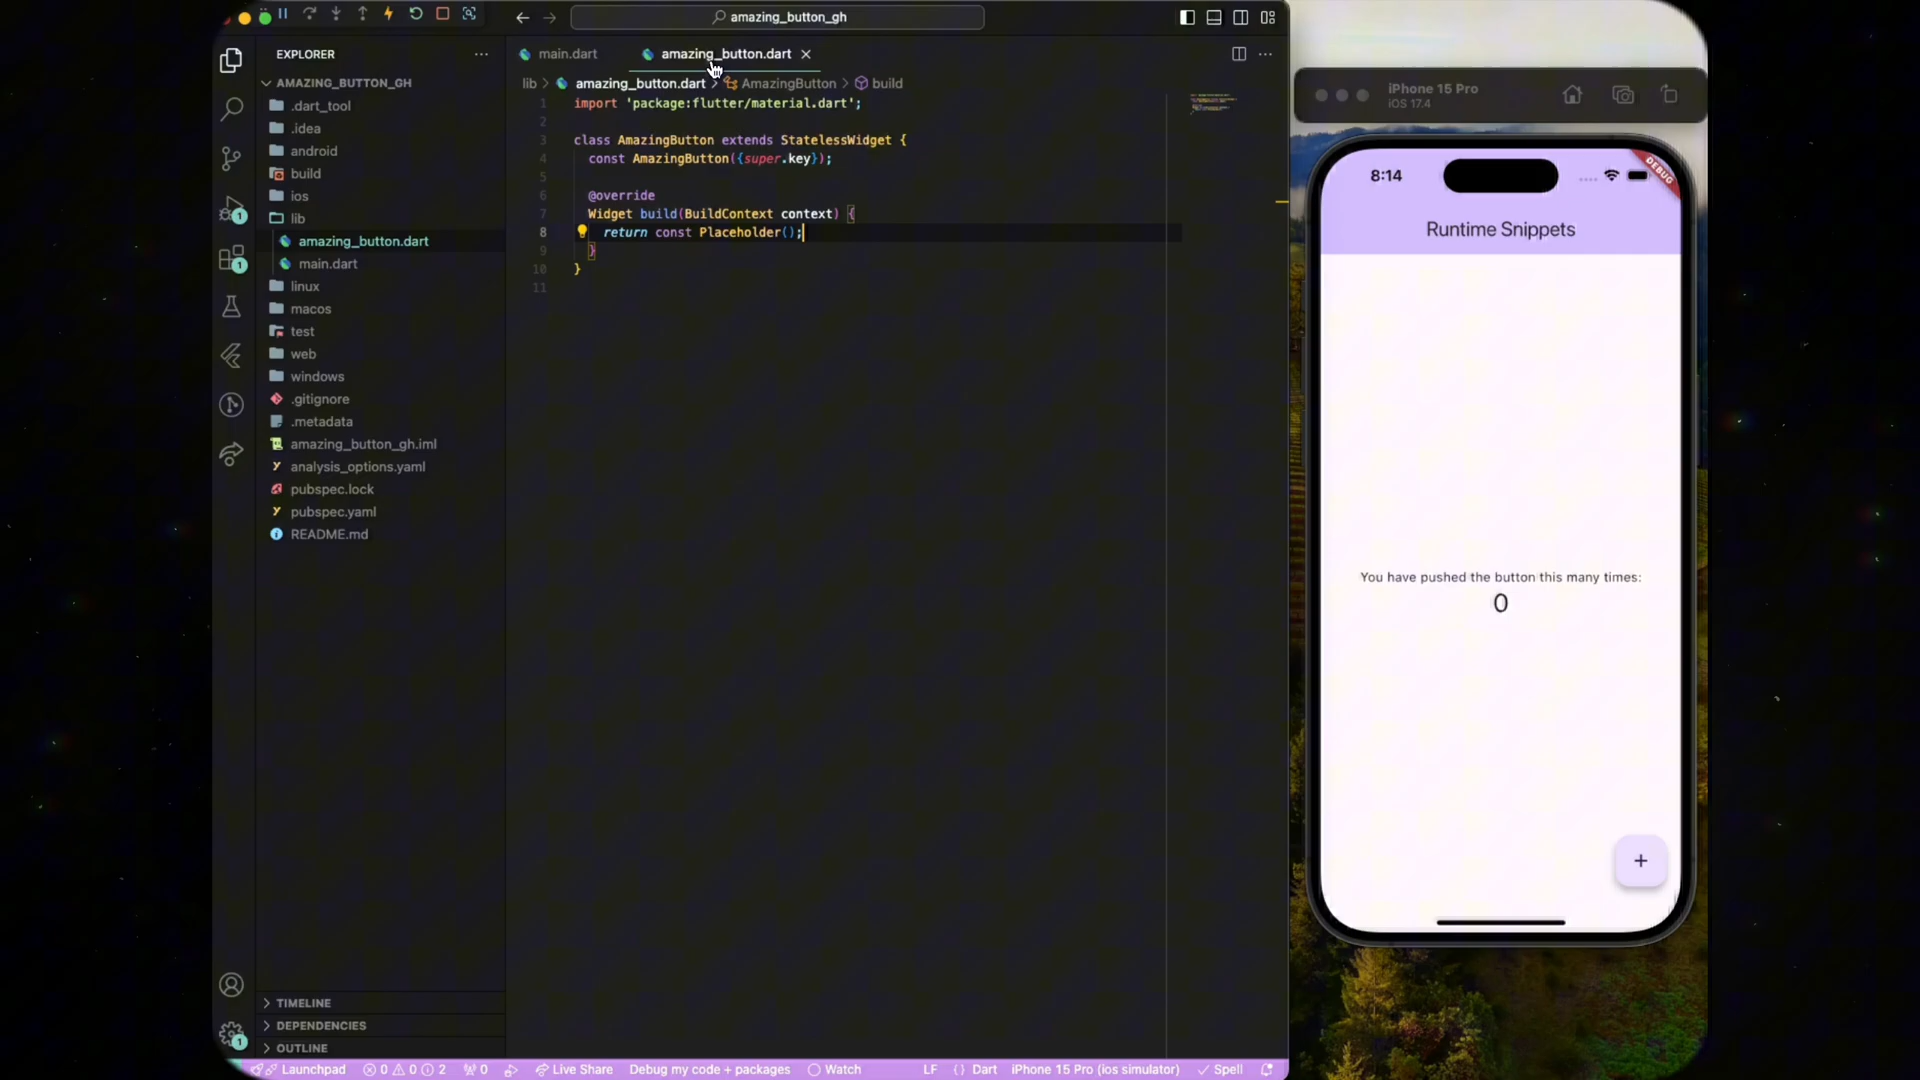 amazing_button_gh
EXPLORER
AMAZING_BUTTON_GH
.dart_tool
.idea
android
build
ios
lib
amazing_button.dart
main.dart
linux
macos
test
web
windows
.gitignore
.metadata
amazing_button_gh.iml
analysis_options.yaml
pubspec.lock
pubspec.yaml
README.md
TIMELINE
DEPENDENCIES
OUTLINE
1
1
1
main.dart
amazing_button.dart
lib > amazing_button.dart > AmazingButton > build
1 import 'package:flutter/material.dart';
2
3 class AmazingButton extends StatelessWidget {
4 const AmazingButton({super.key});
5
6 @override
7 Widget build(BuildContext context) {
8 return const Placeholder();
9 }
10 }
11
Launchpad 0 0 2 0 Live Share Debug my code + packages Watch LF { } Dart iPhone 15 Pro (ios simulator) Spell
iPhone 15 Pro
iOS 17.4
8:14
DEBUG
Runtime Snippets
You have pushed the button this many times:
0
+